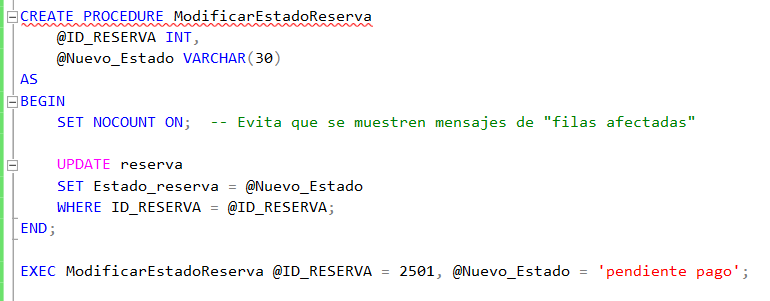 CREATE PROCEDURE ModificarEstadoReserva
    @ID_RESERVA INT,
    @Nuevo_Estado VARCHAR(30)
AS
BEGIN
    SET NOCOUNT ON;  -- Evita que se muestren mensajes de "filas afectadas"
    UPDATE reserva
    SET Estado_reserva = @Nuevo_Estado
    WHERE ID_RESERVA = @ID_RESERVA;
END;
EXEC ModificarEstadoReserva @ID_RESERVA = 2501, @Nuevo_Estado = 'pendiente pago';